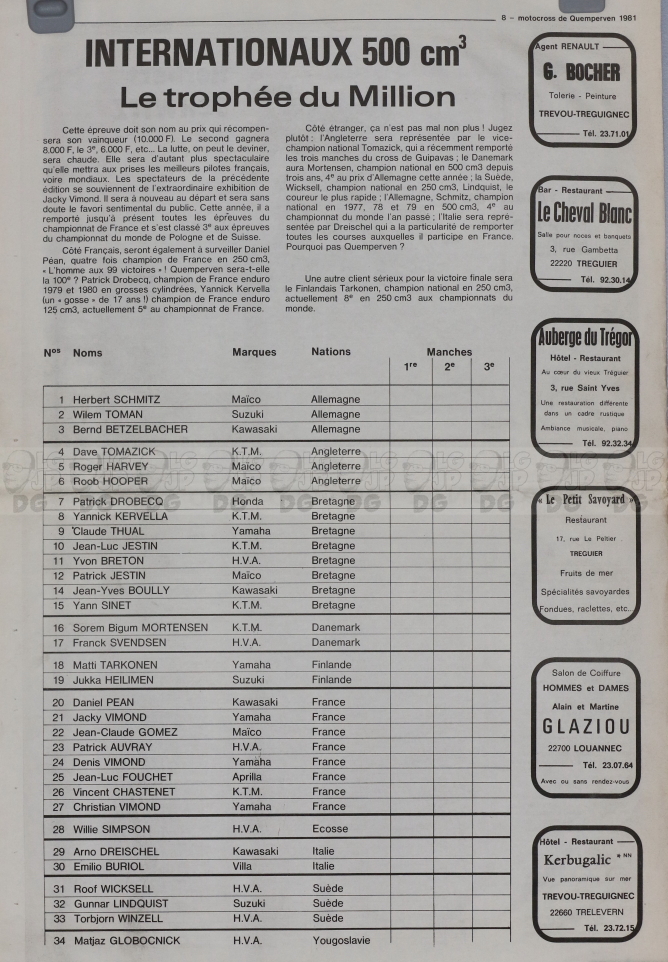 8 – motocross de Quemperven 1981
INTERNATIONAUX 500 cm³
Le trophée du Million
Cette épreuve doit son nom au prix qui récompen-
sera son vainqueur (10.000 F). Le second gagnera
8.000 F, le 3e, 6.000 F, etc... La lutte, on peut le deviner,
sera chaude. Elle sera d'autant plus spectaculaire
qu'elle mettra aux prises les meilleurs pilotes français,
voire mondiaux. Les spectateurs de la précédente
édition se souviennent de l'extraordinaire exhibition de
Jacky Vimond. Il sera à nouveau au départ et sera sans
doute le favori sentimental du public. Cette année, il a
remporté jusqu'à présent toutes les épreuves du
championnat de France et s'est classé 3e aux épreuves
du championnat du monde de Pologne et de Suisse.
Côté Français, seront également à surveiller Daniel
Péan, quatre fois champion de France en 250 cm3,
« L'homme aux 99 victoires » ! Quemperven sera-t-elle
la 100e ? Patrick Drobecq, champion de France enduro
1979 et 1980 en grosses cylindrées, Yannick Kervella
(un « gosse » de 17 ans !) champion de France enduro
125 cm3, actuellement 5e au championnat de France.
Côté étranger, ça n'est pas mal non plus ! Jugez
plutôt : l'Angleterre sera représentée par le vice-
champion national Tomazick, qui a récemment remporté
les trois manches du cross de Guipavas ; le Danemark
aura Mortensen, champion national en 500 cm3 depuis
trois ans, 4e au prix d'Allemagne cette année ; la Suède,
Wicksell, champion national en 250 cm3, Lindquist, le
coureur le plus rapide ; l'Allemagne, Schmitz, champion
national en 1977, 78 et 79 en 500 cm3, 4e au
championnat du monde l'an passé ; l'Italie sera repré-
sentée par Dreischel qui a la particularité de remporter
toutes les courses auxquelles il participe en France.
Pourquoi pas Quemperven ?
Une autre client sérieux pour la victoire finale sera
le Finlandais Tarkonen, champion national en 250 cm3,
actuellement 8e en 250 cm3 aux championnats du
monde.
Nos Noms Marques Nations Manches
1re 2e 3e
1 Herbert SCHMITZ Maïco Allemagne
2 Wilem TOMAN Suzuki Allemagne
3 Bernd BETZELBACHER Kawasaki Allemagne
4 Dave TOMAZICK K.T.M. Angleterre
5 Roger HARVEY Maïco Angleterre
6 Roob HOOPER Maïco Angleterre
7 Patrick DROBECQ Honda Bretagne
8 Yannick KERVELLA K.T.M. Bretagne
9 Claude THUAL Yamaha Bretagne
10 Jean-Luc JESTIN K.T.M. Bretagne
11 Yvon BRETON H.V.A. Bretagne
12 Patrick JESTIN Maïco Bretagne
14 Jean-Yves BOULLY Kawasaki Bretagne
15 Yann SINET K.T.M. Bretagne
16 Sorem Bigum MORTENSEN K.T.M. Danemark
17 Franck SVENDSEN H.V.A. Danemark
18 Matti TARKONEN Yamaha Finlande
19 Jukka HEILIMEN Suzuki Finlande
20 Daniel PEAN Kawasaki France
21 Jacky VIMOND Yamaha France
22 Jean-Claude GOMEZ Maïco France
23 Patrick AUVRAY H.V.A. France
24 Denis VIMOND Yamaha France
25 Jean-Luc FOUCHET Aprilla France
26 Vincent CHASTENET K.T.M. France
27 Christian VIMOND Yamaha France
28 Willie SIMPSON H.V.A. Ecosse
29 Arno DREISCHEL Kawasaki Italie
30 Emilio BURIOL Villa Italie
31 Roof WICKSELL H.V.A. Suède
32 Gunnar LINDQUIST Suzuki Suède
33 Torbjorn WINZELL H.V.A. Suède
34 Matjaz GLOBOCNICK H.V.A. Yougoslavie
Agent RENAULT
G. BOCHER
Tolerie - Peinture
TREVOU-TREGUIGNEC
Tél. 23.71.01
Bar - Restaurant
Le Cheval Blanc
Salle pour noces et banquets
3, rue Gambetta
22220 TREGUIER
Tél. 92.30.14
Auberge du Trégor
Hôtel - Restaurant
Au cœur du vieux Tréguier
3, rue Saint Yves
Une restauration différente
dans un cadre rustique
Ambiance musicale, piano
Tél. 92.32.34
« Le Petit Savoyard »
Restaurant
17, rue Le Peltier
TREGUIER
Fruits de mer
Spécialités savoyardes
Fondues, raclettes, etc...
Salon de Coiffure
HOMMES et DAMES
Alain et Martine
GLAZIOU
22700 LOUANNEC
Tél. 23.07.64
Avec ou sans rendez-vous
Hôtel - Restaurant
Kerbugalic * NN
Vue panoramique sur mer
TREVOU-TREGUIGNEC
22660 TRELEVERN
Tél. 23.72.15